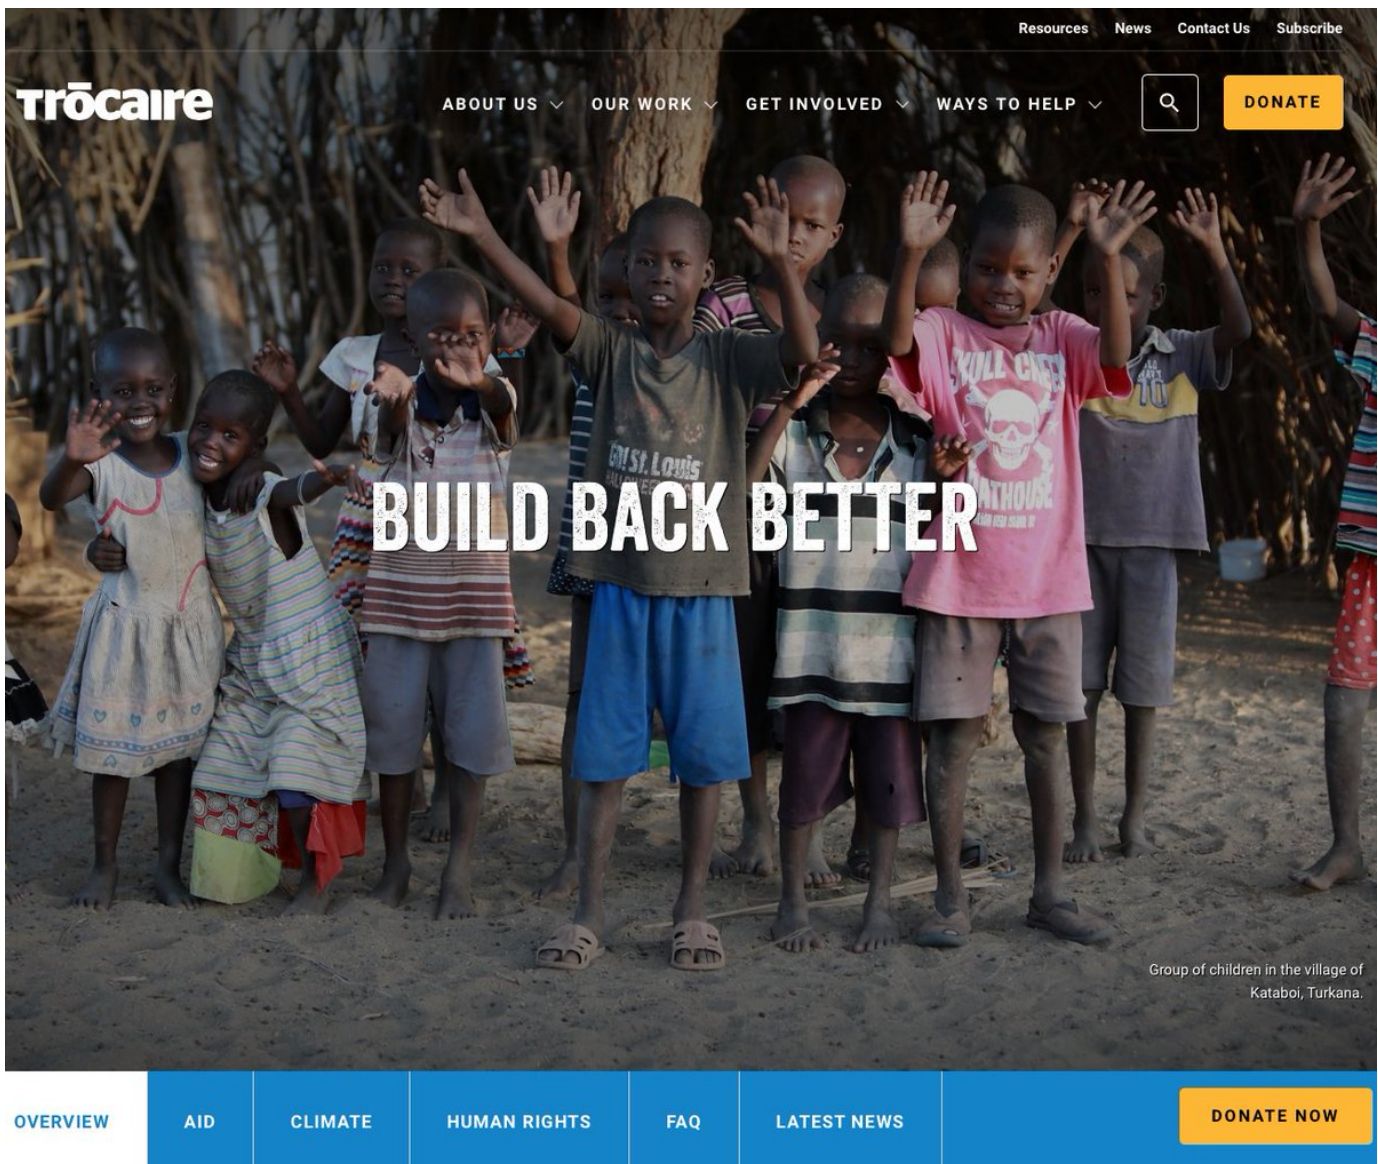 Resources News Contact Us Subscribe
Trōcaire
ABOUT US OUR WORK GET INVOLVED WAYS TO HELP DONATE
BUILD BACK BETTER
Group of children in the village of
Kataboi, Turkana.
OVERVIEW AID CLIMATE HUMAN RIGHTS FAQ LATEST NEWS DONATE NOW